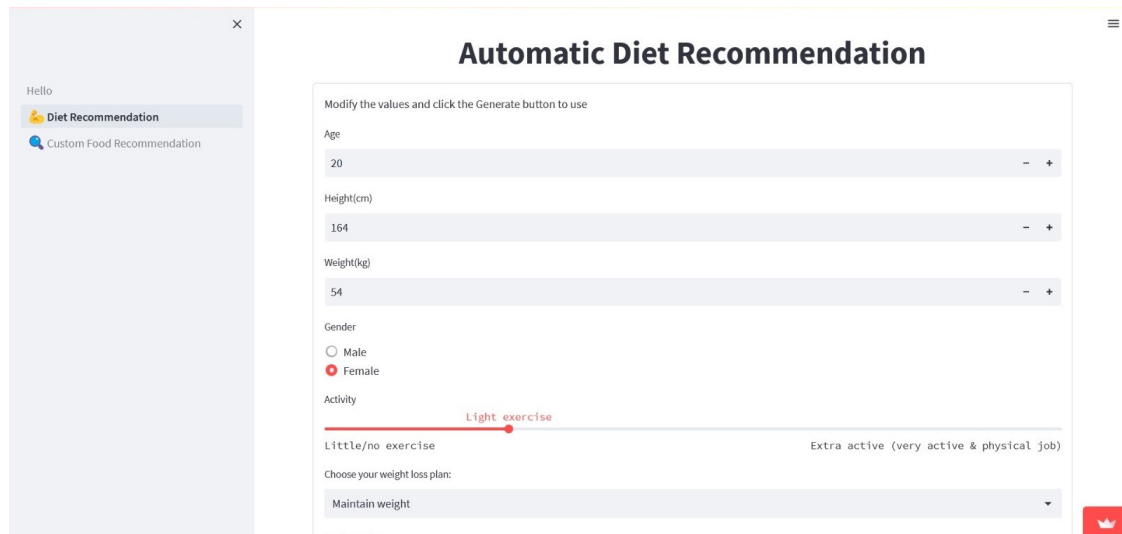 Automatic Diet Recommendation
Hello
Diet Recommendation
Custom Food Recommendation
Modify the values and click the Generate button to use
Age
20
Height(cm)
164
Weight(kg)
54
Gender
Male
Female
Activity
Light exercise
Little/no exercise
Extra active (very active & physical job)
Choose your weight loss plan:
Maintain weight